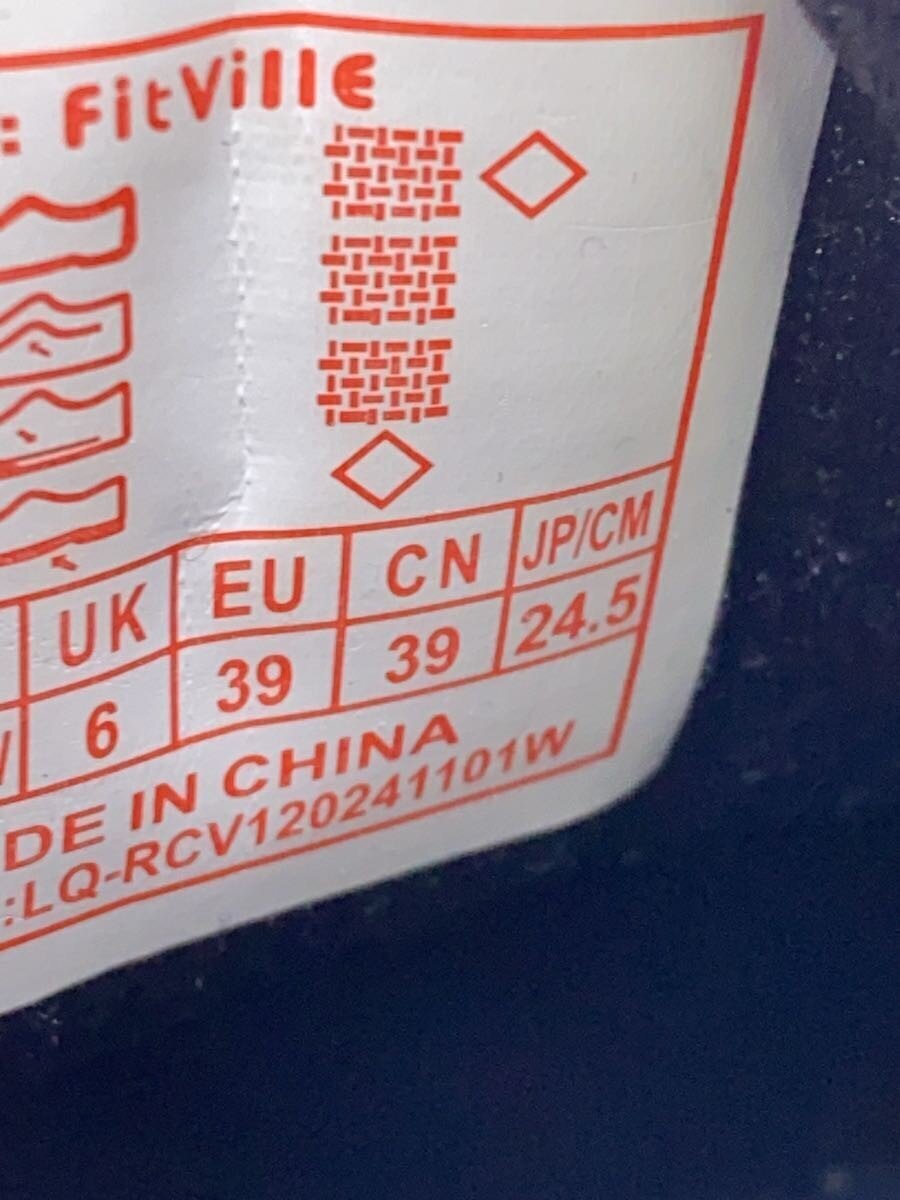 : FitVille
UK EU CN JP/CM
6 39 39 24.5
DE IN CHINA
:LQ-RCV120241101W